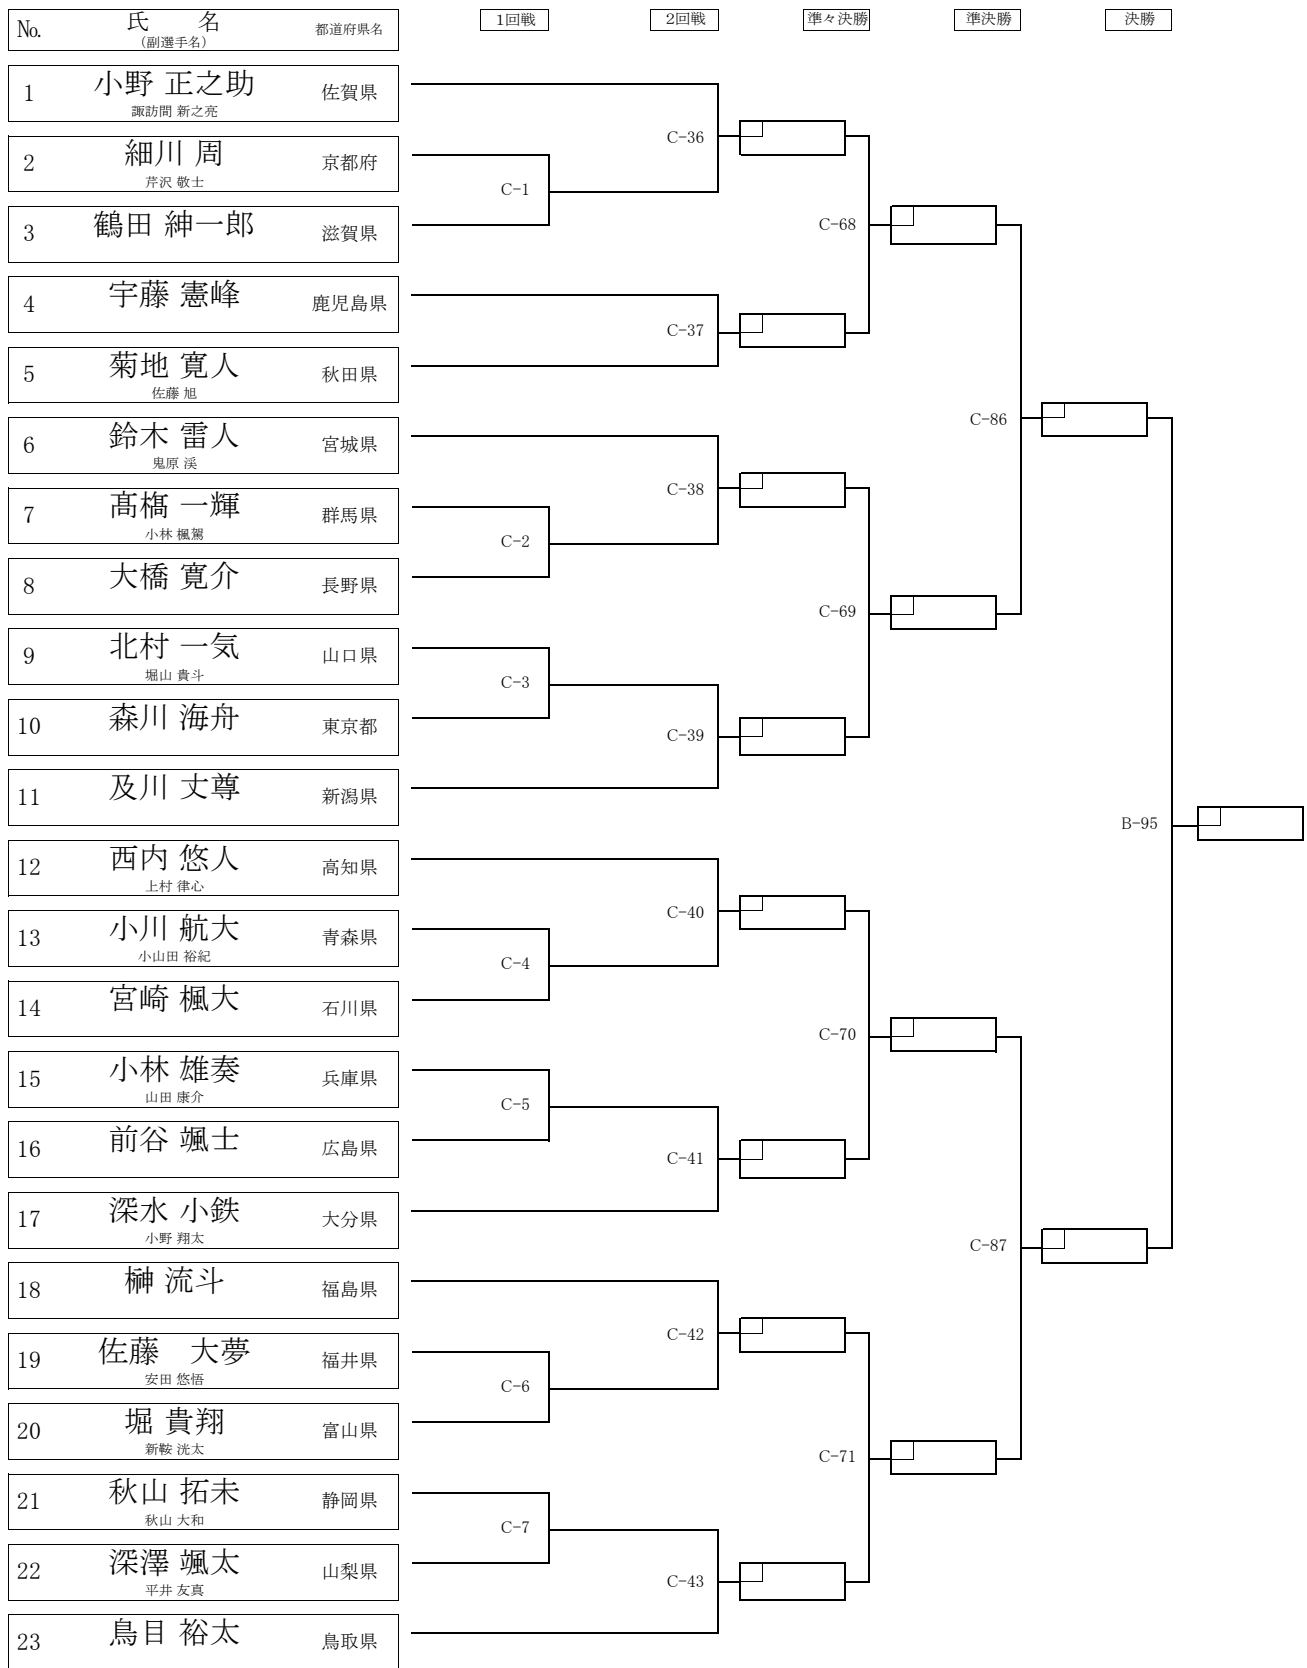 No. 氏　　名 都道府県名 1回戦 2回戦 準々決勝 準決勝 決勝
(副選手名)
1 小野 正之助 佐賀県
諏訪間 新之亮
C-36
2 細川 周 京都府
芹沢 敬士
C-1
3 鶴田 紳一郎 滋賀県
C-68
4 宇藤 憲峰 鹿児島県
C-37
5 菊地 寛人 秋田県
佐藤 旭
C-86
6 鈴木 雷人 宮城県
鬼原 渓
C-38
7 髙橋 一輝 群馬県
小林 楓駕
C-2
8 大橋 寛介 長野県
C-69
9 北村 一気 山口県
堀山 貴斗
C-3
10 森川 海舟 東京都
C-39
11 及川 丈尊 新潟県
B-95
12 西内 悠人 高知県
上村 律心
C-40
13 小川 航大 青森県
小山田 裕紀
C-4
14 宮崎 楓大 石川県
C-70
15 小林 雄奏 兵庫県
山田 康介
C-5
16 前谷 颯士 広島県
C-41
17 深水 小鉄 大分県
小野 翔太
C-87
18 榊 流斗 福島県
C-42
19 佐藤　大夢 福井県
安田 悠悟
C-6
20 堀 貴翔 富山県
新鞍 洸太
C-71
21 秋山 拓未 静岡県
秋山 大和
C-7
22 深澤 颯太 山梨県
平井 友真
C-43
23 鳥目 裕太 鳥取県